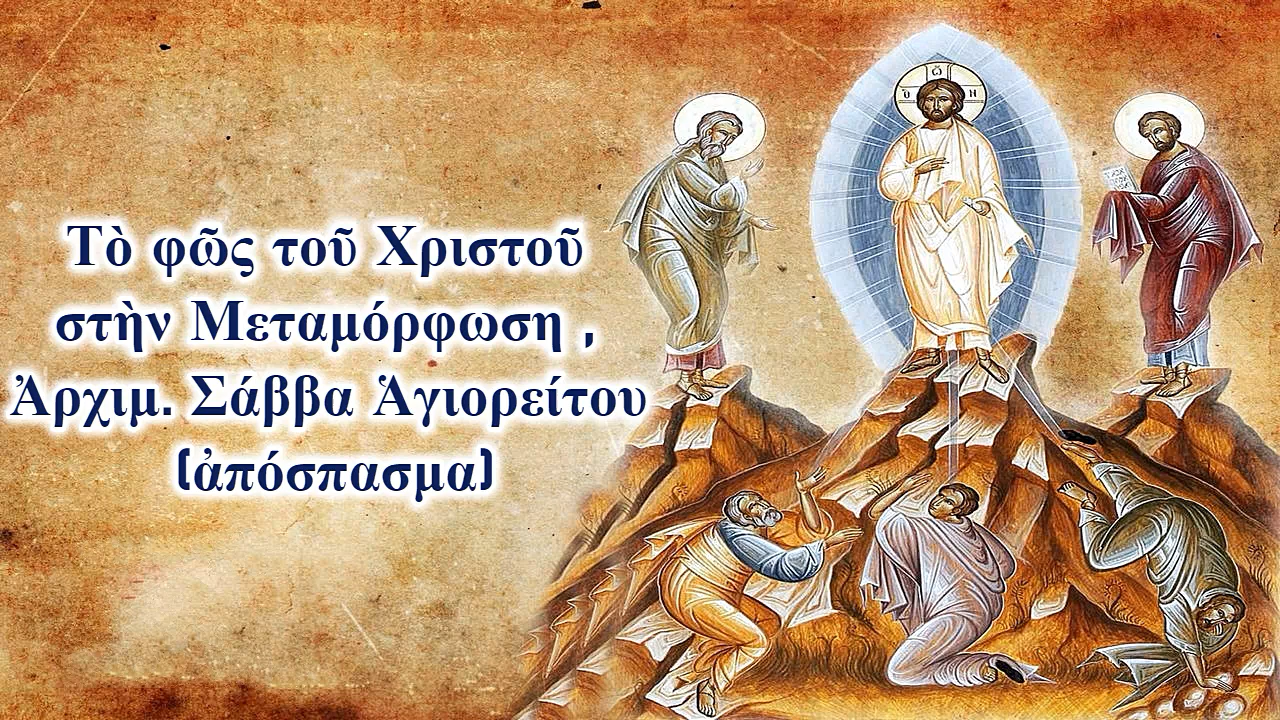 Τὸ φῶς τοῦ Χριστοῦ
στὴν Μεταμόρφωση ,
Ἀρχιμ. Σάββα Ἁγιορείτου
(ἀπόσπασμα)
Ὁ Ὢ Ν